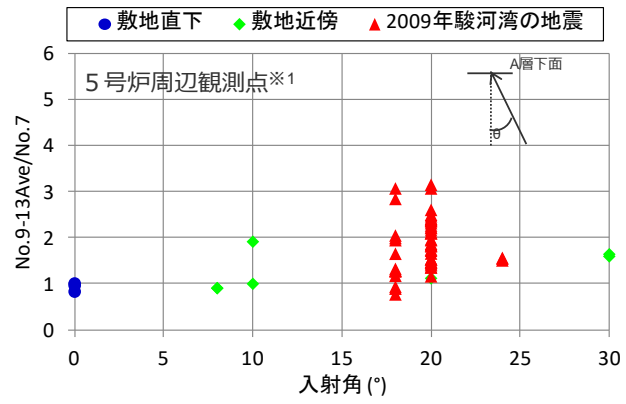 敷地直下 敷地近傍 2009年駿河湾の地震
5号炉周辺観測点※1
A層下面
θ
No.9-13Ave/No.7
6
5
4
3
2
1
0
0 5 10 15 20 25 30
入射角(°)